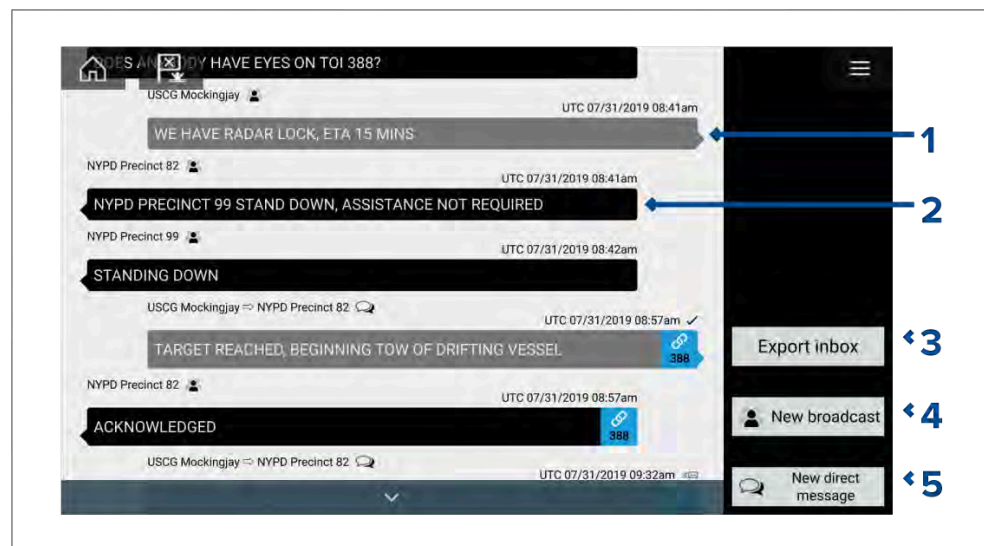 DOES ANYBODY HAVE EYES ON TOI 388?
USCG Mockingjay
UTC 07/31/2019 08:41am
WE HAVE RADAR LOCK, ETA 15 MINS
1
NYPD Precinct 82
UTC 07/31/2019 08:41am
NYPD PRECINCT 99 STAND DOWN, ASSISTANCE NOT REQUIRED
2
NYPD Precinct 99
UTC 07/31/2019 08:42am
STANDING DOWN
USCG Mockingjay ⇨ NYPD Precinct 82
UTC 07/31/2019 08:57am ✓
TARGET REACHED, BEGINNING TOW OF DRIFTING VESSEL
388
Export inbox
3
NYPD Precinct 82
UTC 07/31/2019 08:57am
ACKNOWLEDGED
388
New broadcast
4
USCG Mockingjay ⇨ NYPD Precinct 82
UTC 07/31/2019 09:32am
New direct
message
5